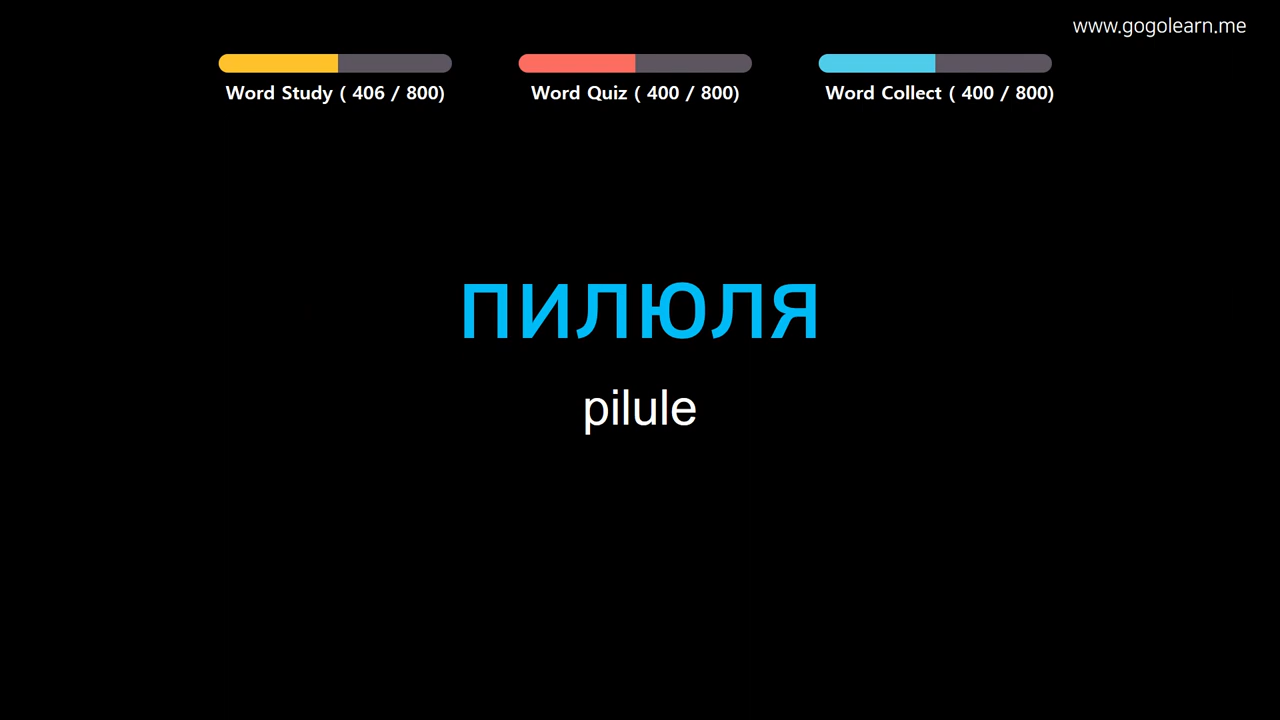 www.gogolearn.me
Word Study ( 406 / 800)
Word Quiz ( 400 / 800)
Word Collect ( 400 / 800)
пилюля
pilule